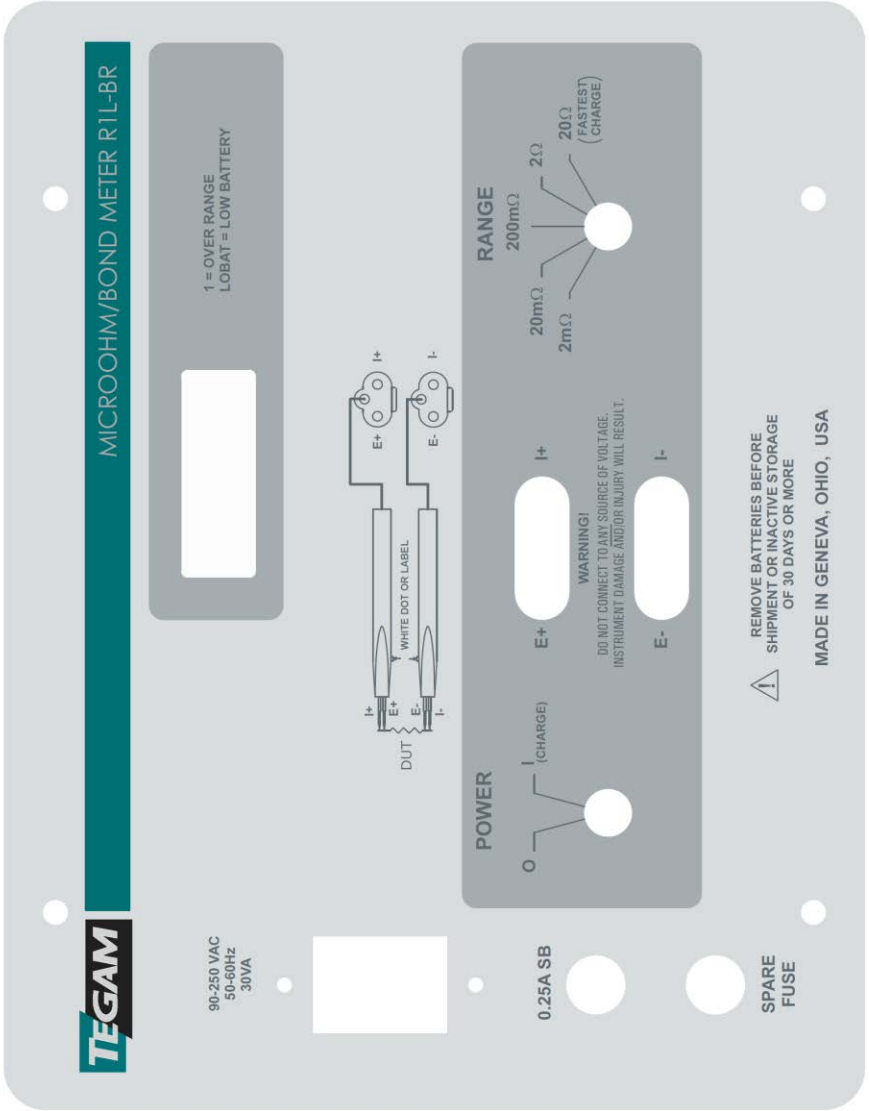 TEGAM
MICROOHM/BOND METER R1L-BR
90-250 VAC
50-60Hz
30VA
1 = OVER RANGE
LOBAT = LOW BATTERY
DUT
I+
E+
E-
I-
WHITE DOT OR LABEL
E+
I+
E-
I-
0.25A SB
SPARE
FUSE
POWER
O
I
(CHARGE)
E+
I+
WARNING!
DO NOT CONNECT TO ANY SOURCE OF VOLTAGE.
INSTRUMENT DAMAGE AND/OR INJURY WILL RESULT.
E-
I-
RANGE
2mΩ
20mΩ
200mΩ
2Ω
20Ω
(FASTEST
CHARGE)
REMOVE BATTERIES BEFORE
SHIPMENT OR INACTIVE STORAGE
OF 30 DAYS OR MORE
MADE IN GENEVA, OHIO, USA